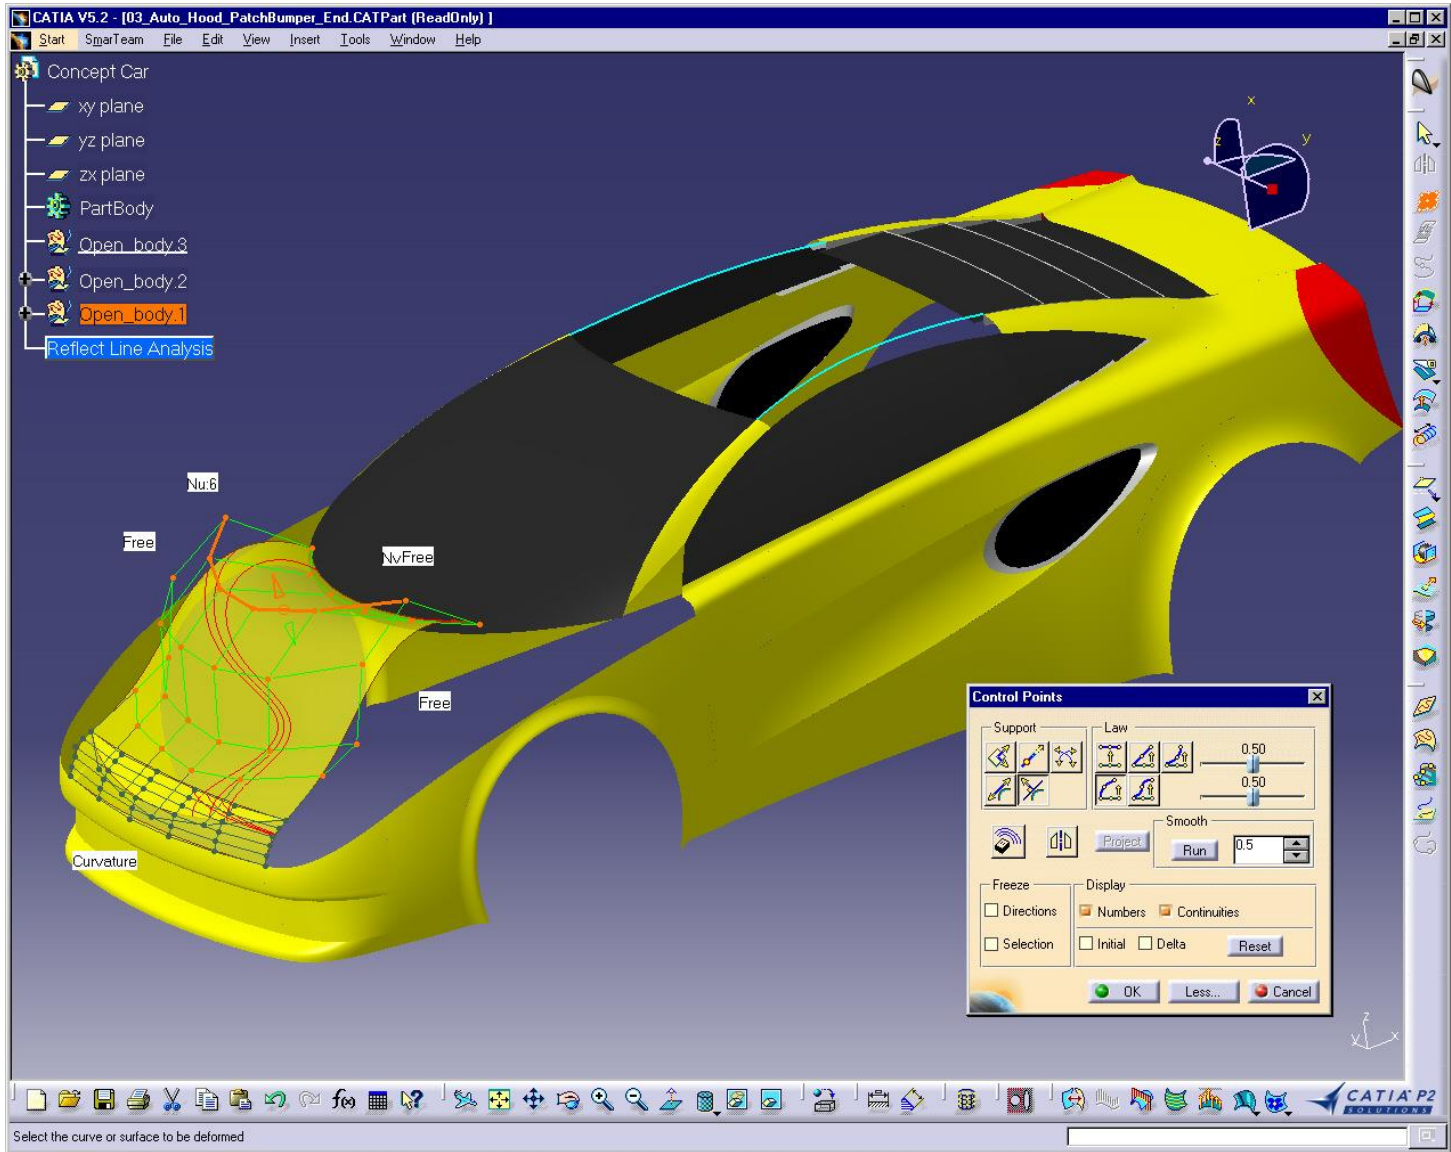 CATIA V5.2 - [03_Auto_Hood_PatchBumper_End.CATPart (ReadOnly) ]
Start SmarTeam File Edit View Insert Tools Window Help
Concept Car
xy plane
yz plane
zx plane
PartBody
Open_body.3
Open_body.2
Open_body.1
Reflect Line Analysis
x
y
z
Nu:6
Free
NvFree
Free
Curvature
Control Points
Support
Law
0.50
0.50
Project
Smooth
Run
0.5
Freeze
Display
Directions
Numbers
Continuities
Selection
Initial
Delta
Reset
OK
Less...
Cancel
z
y
x
f(x)
CATIA P2
SOLUTIONS
Select the curve or surface to be deformed